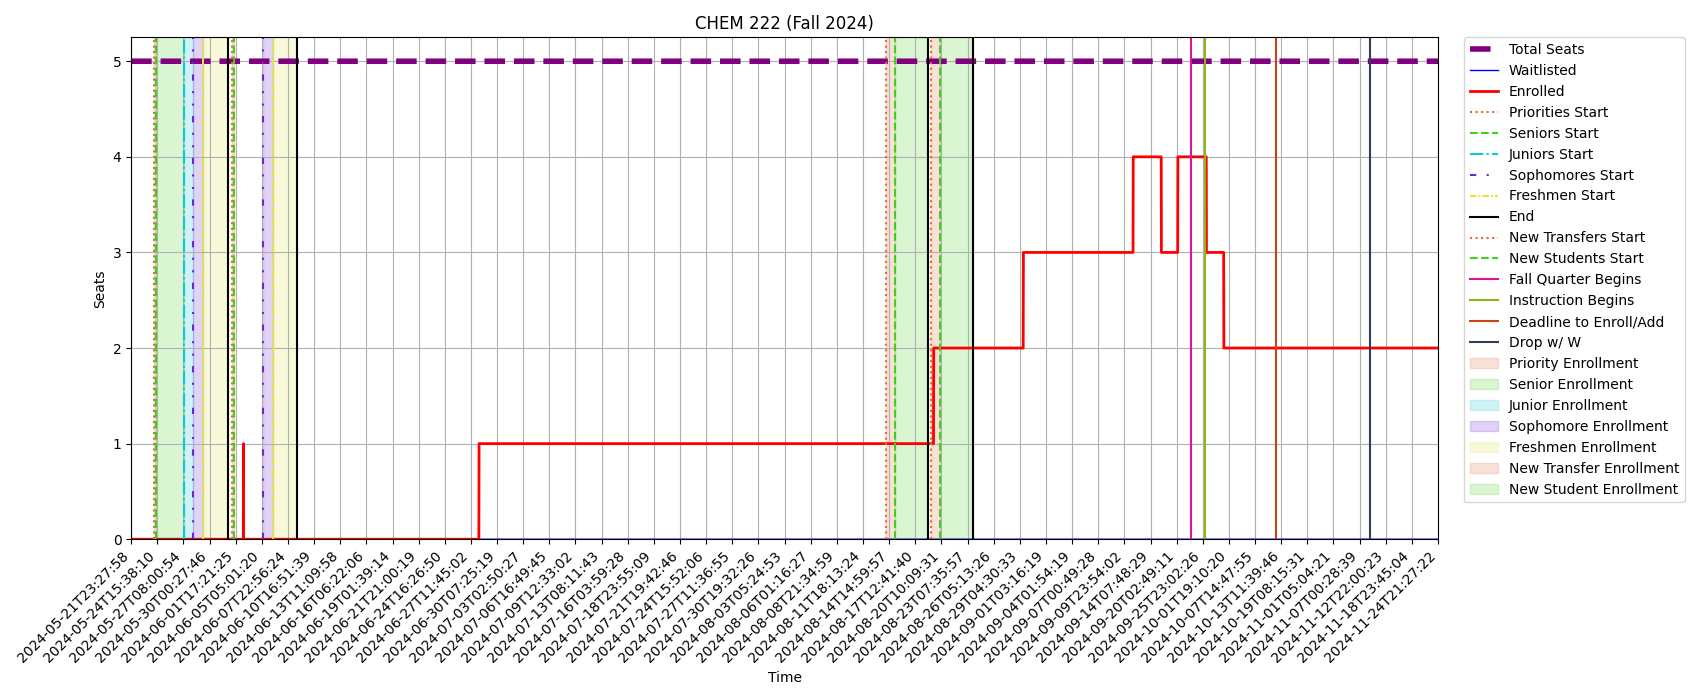 CHEM 222 (Fall 2024)
Seats
5
4
3
2
1
0
2024-05-21T23:27:58
2024-05-24T15:38:10
2024-05-27T08:00:54
2024-05-30T00:27:46
2024-06-01T17:21:25
2024-06-05T05:01:20
2024-06-07T22:56:24
2024-06-10T16:51:39
2024-06-13T11:09:58
2024-06-16T06:22:06
2024-06-19T01:39:14
2024-06-21T21:00:19
2024-06-24T16:26:50
2024-06-27T11:45:02
2024-06-30T07:25:19
2024-07-03T02:50:27
2024-07-06T16:49:45
2024-07-09T12:33:02
2024-07-13T08:11:43
2024-07-16T03:59:28
2024-07-18T23:55:09
2024-07-21T19:42:46
2024-07-24T15:52:06
2024-07-27T11:36:55
2024-07-30T19:32:26
2024-08-03T05:24:53
2024-08-06T01:16:27
2024-08-08T21:34:59
2024-08-11T18:13:24
2024-08-14T14:59:57
2024-08-17T12:41:40
2024-08-20T10:09:31
2024-08-23T07:35:57
2024-08-26T05:13:26
2024-08-29T04:30:33
2024-09-01T03:16:19
2024-09-04T01:54:19
2024-09-07T00:49:28
2024-09-09T23:54:02
2024-09-14T07:48:29
2024-09-20T02:49:11
2024-09-25T23:02:26
2024-10-01T19:10:20
2024-10-07T14:47:55
2024-10-13T11:39:46
2024-10-19T08:15:31
2024-11-01T05:04:21
2024-11-07T00:28:39
2024-11-12T22:00:23
2024-11-18T23:45:04
2024-11-24T21:27:22
Time
Total Seats
Waitlisted
Enrolled
Priorities Start
Seniors Start
Juniors Start
Sophomores Start
Freshmen Start
End
New Transfers Start
New Students Start
Fall Quarter Begins
Instruction Begins
Deadline to Enroll/Add
Drop w/ W
Priority Enrollment
Senior Enrollment
Junior Enrollment
Sophomore Enrollment
Freshmen Enrollment
New Transfer Enrollment
New Student Enrollment